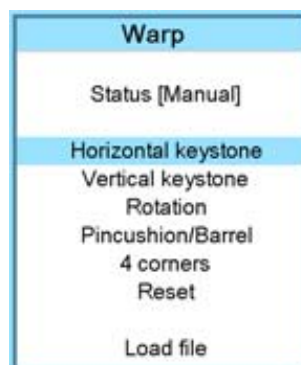 Warp
Status [Manual]
Horizontal keystone
Vertical keystone
Rotation
Pincushion/Barrel
4 corners
Reset
Load file